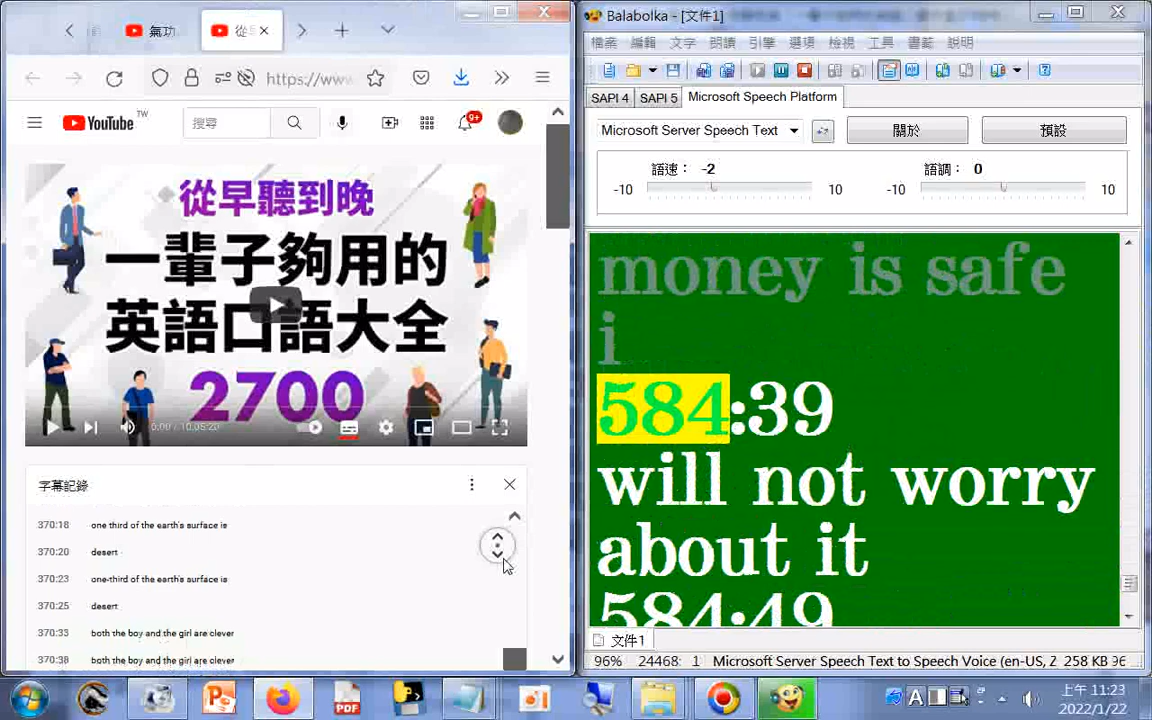 氣功
從
https://www
YouTube TW
搜尋
9+
從早聽到晚
一輩子夠用的
英語口語大全
2700
0:00 / 10:05:20
字幕記錄
370:18 one third of the earth's surface is
370:20 desert
370:23 one-third of the earth's surface is
370:25 desert
370:33 both the boy and the girl are clever
370:38 both the boy and the girl are clever
Balabolka - [文件1]
檔案 編輯 文字 朗讀 引擎 選項 檢視 工具 書籤 說明
SAPI 4 SAPI 5 Microsoft Speech Platform
Microsoft Server Speech Text 關於 預設
語速： -2 語調： 0
-10 10 -10 10
money is safe
i
584:39
will not worry
about it
584:49
文件1
96% 24468: 1 Microsoft Server Speech Text to Speech Voice (en-US, Z 258 KB 96
上午 11:23
2022/1/22